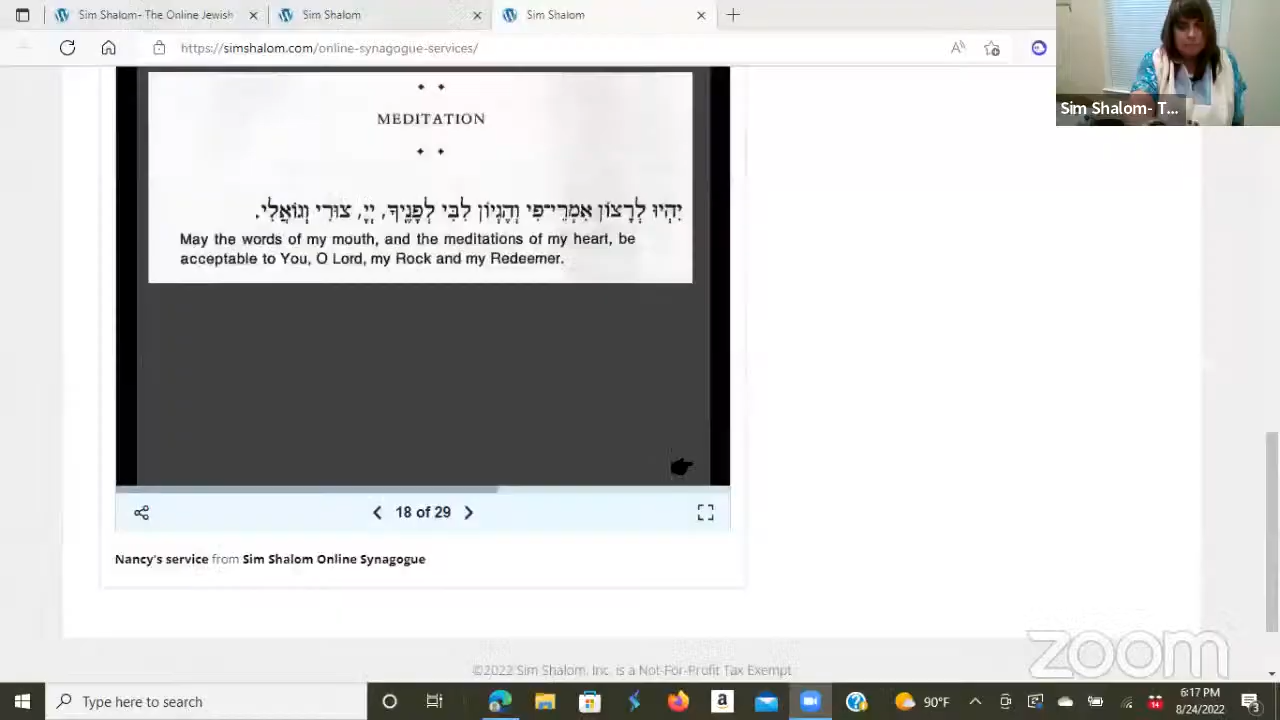 Sim Shalom - The Online Jewish
Sim Shalom
Sim Shalom
https://simshalom.com/online-synagogue-services/
Sim Shalom- T...
MEDITATION
יִהְיוּ לְרָצוֹן אִמְרֵי־פִי וְהֶגְיוֹן לִבִּי לְפָנֶיךָ, יְיָ, צוּרִי וְגוֹאֲלִי.
May the words of my mouth, and the meditations of my heart, be
acceptable to You, O Lord, my Rock and my Redeemer.
18 of 29
Nancy's service from Sim Shalom Online Synagogue
zoom
©2022 Sim Shalom, Inc. is a Not-For-Profit Tax Exempt
Type here to search
a
90°F
14
6:17 PM
8/24/2022
3